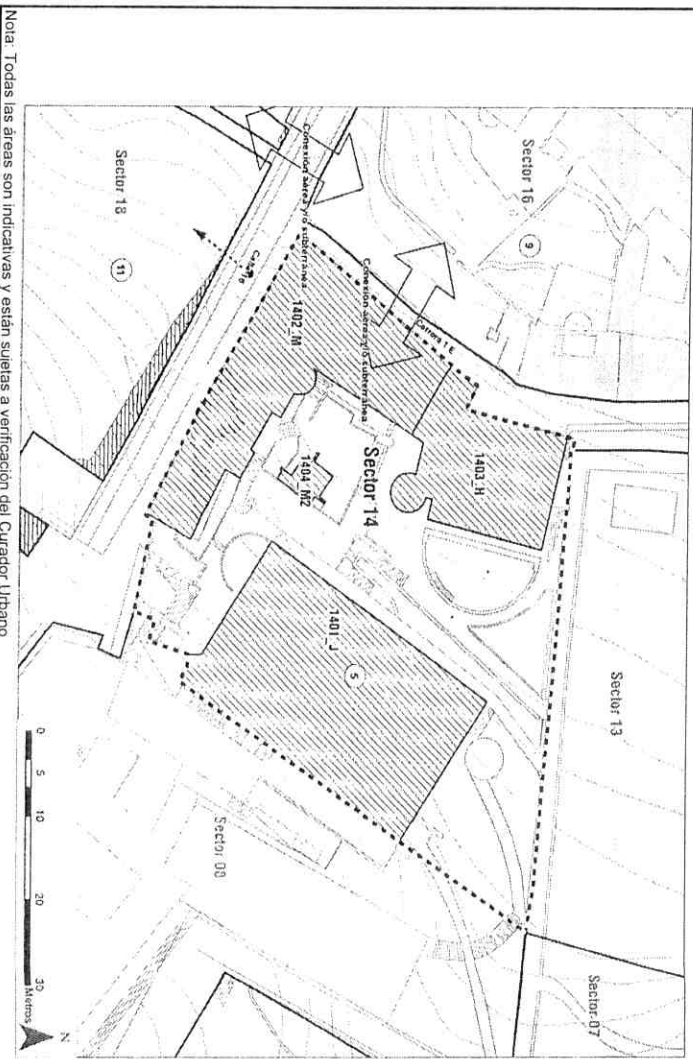 Sector 16
9
Sector 18
11
Conexión aérea y/o subterránea
Conexión aérea y/o subterránea
Carrera 1 E
1402_M
1403_H
Sector 14
1404_M2
1401_J
5
Sector 13
Sector 07
0 5 10 20 30
Metros
N
Nota: Todas las áreas son indicativas y están sujetas a verificación del Curador Urbano